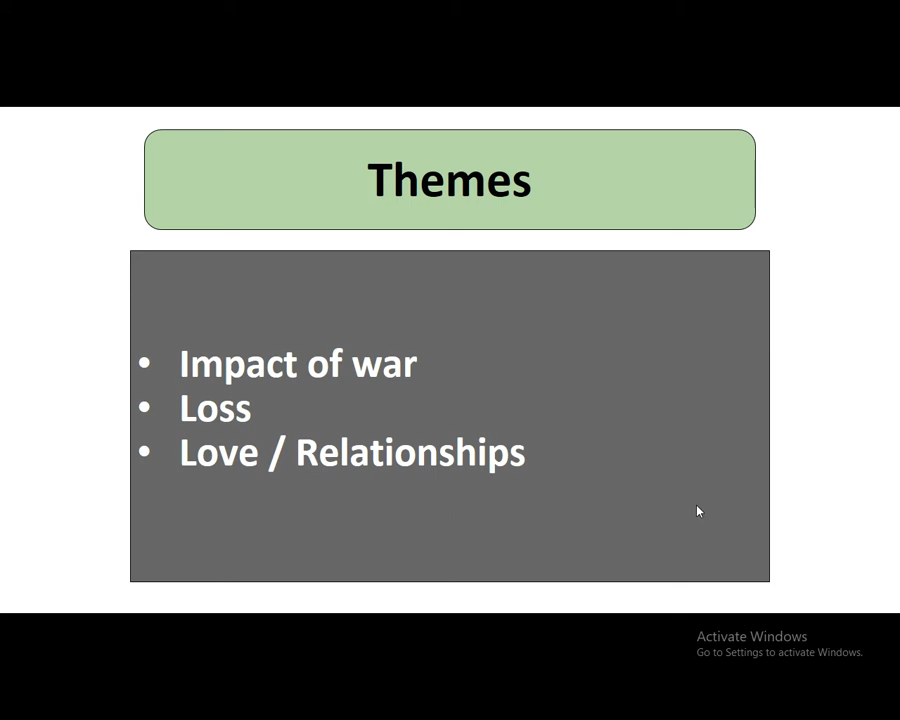 Themes
• Impact of war
• Loss
• Love / Relationships
Activate Windows
Go to Settings to activate Windows.